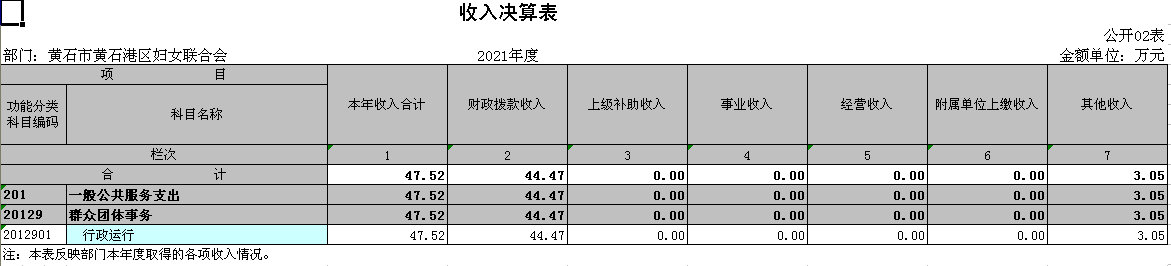 收入决算表
公开02表
部门：黄石市黄石港区妇女联合会 2021年度 金额单位：万元
项 目 本年收入合计 财政拨款收入 上级补助收入 事业收入 经营收入 附属单位上缴收入 其他收入
功能分类科目编码 科目名称
栏次 1 2 3 4 5 6 7
合 计 47.52 44.47 0.00 0.00 0.00 0.00 3.05
201 一般公共服务支出 47.52 44.47 0.00 0.00 0.00 0.00 3.05
20129 群众团体事务 47.52 44.47 0.00 0.00 0.00 0.00 3.05
2012901 行政运行 47.52 44.47 0.00 0.00 0.00 0.00 3.05
注：本表反映部门本年度取得的各项收入情况。